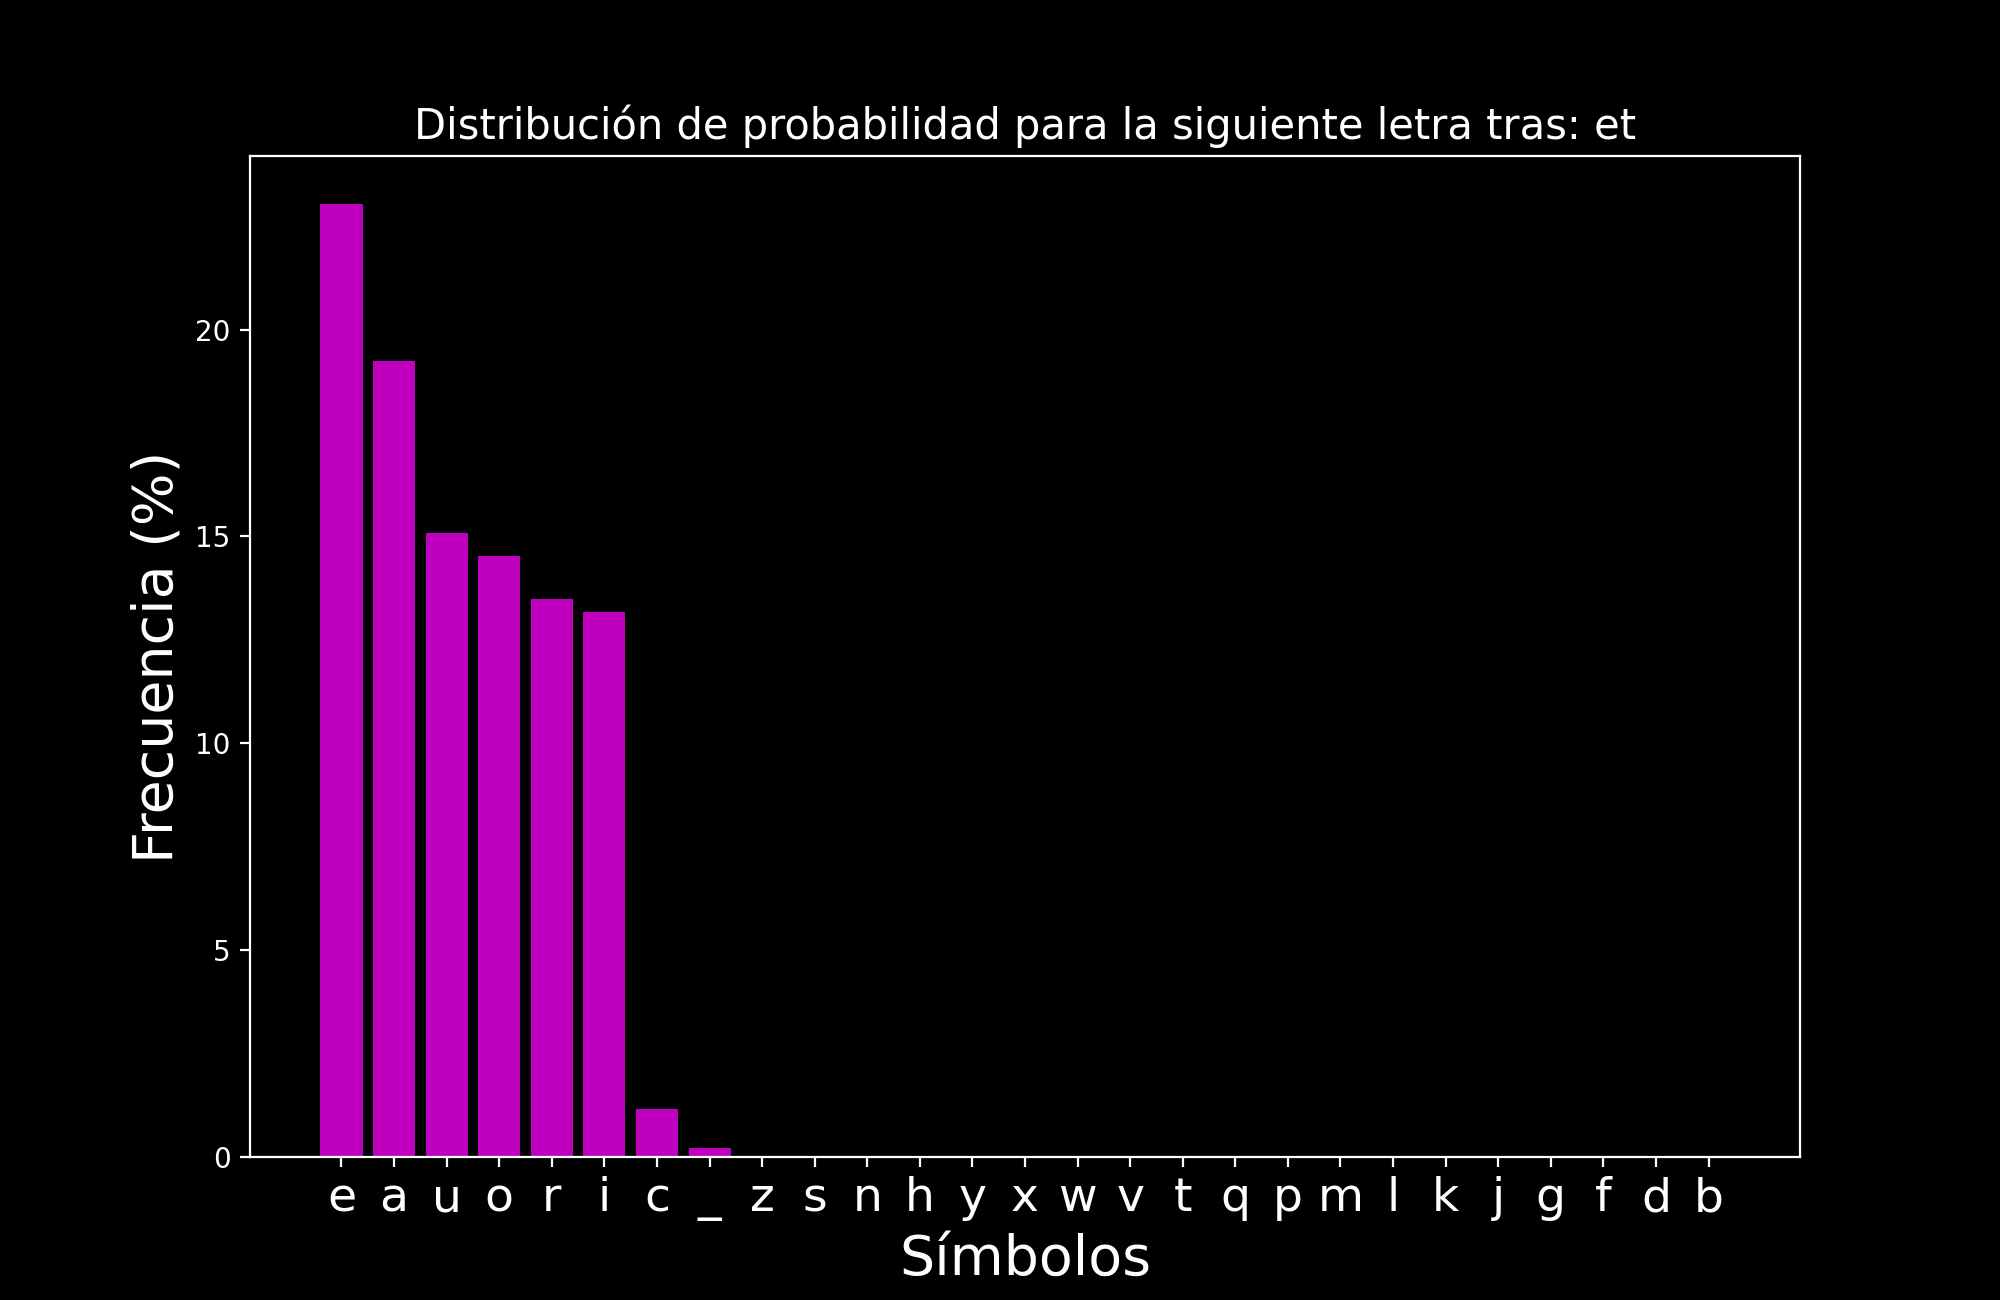 Distribución de probabilidad para la siguiente letra tras: et
Frecuencia (%)
20
15
10
5
0
e a u o r i c _ z s n h y x w v t q p m l k j g f d b
Símbolos